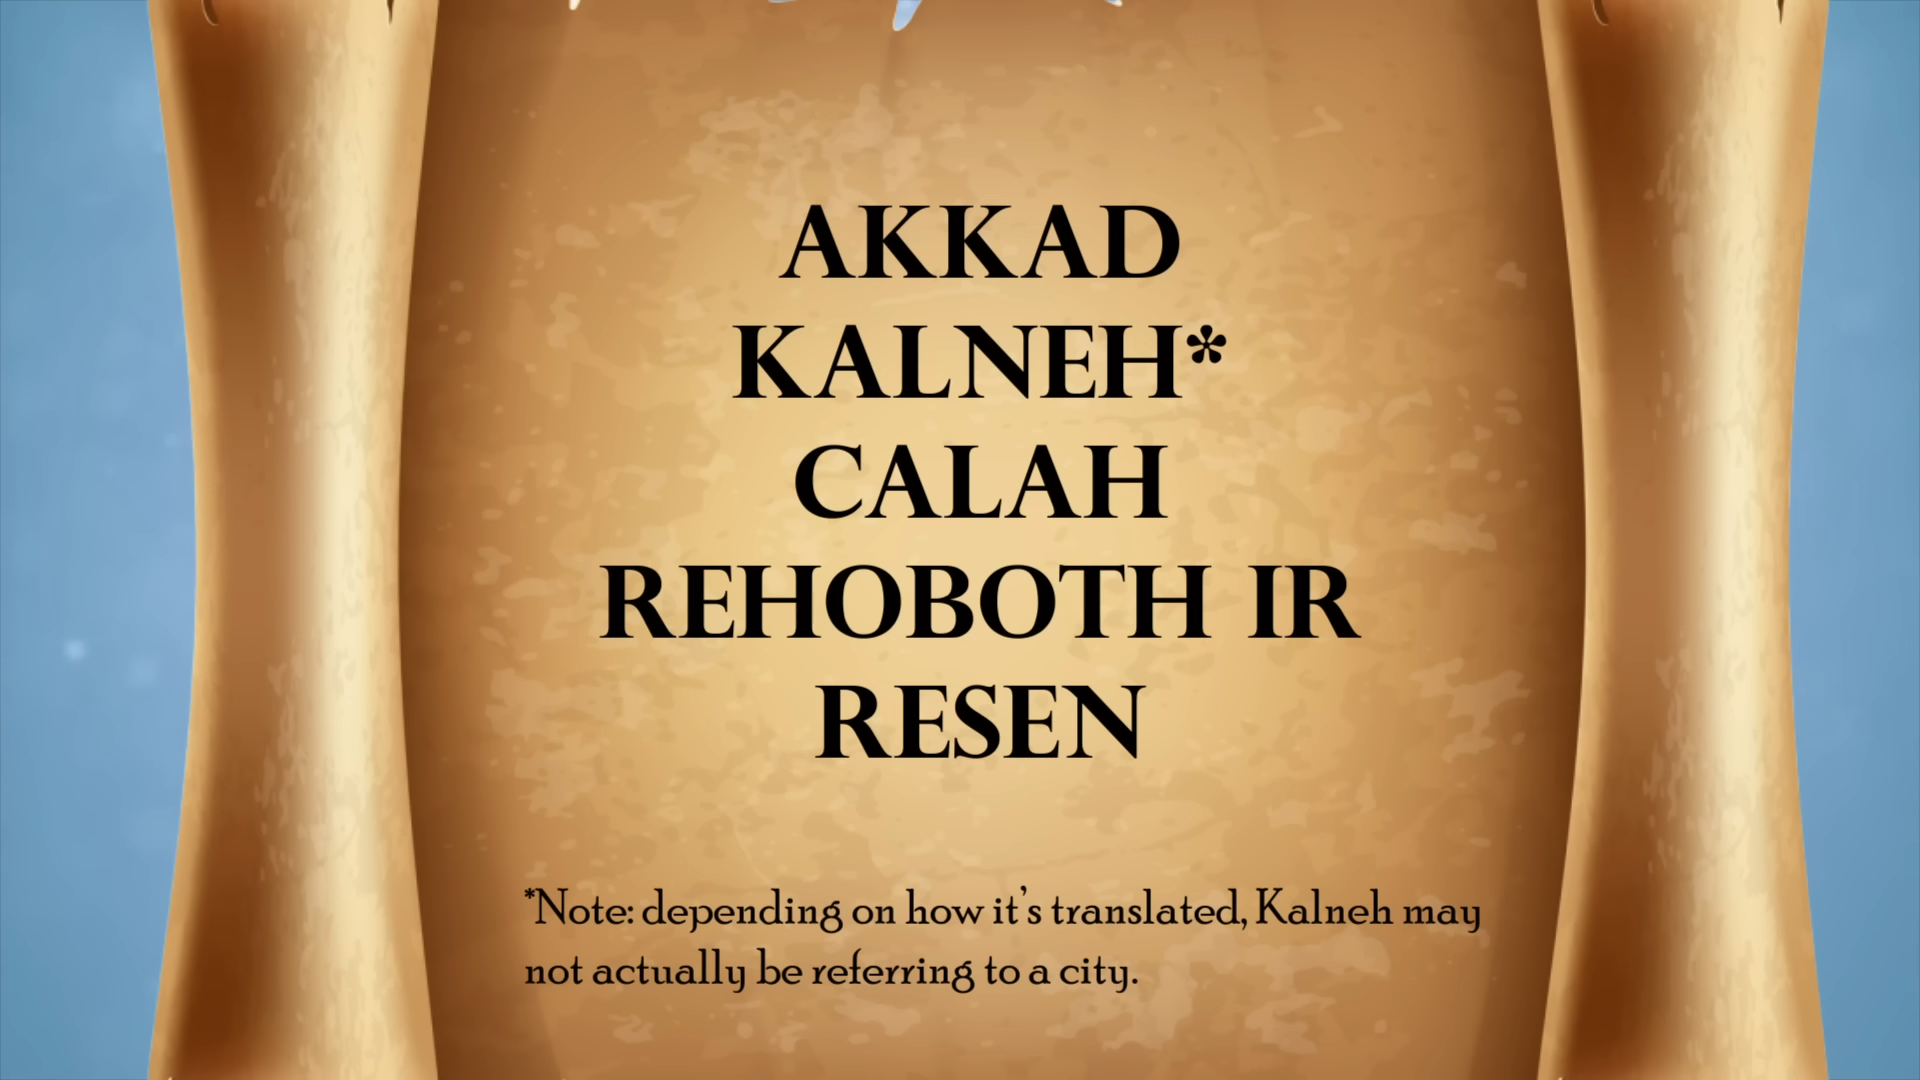 AKKAD
KALNEH*
CALAH
REHOBOTH IR
RESEN
*Note: depending on how it's translated, Kalneh may
not actually be referring to a city.